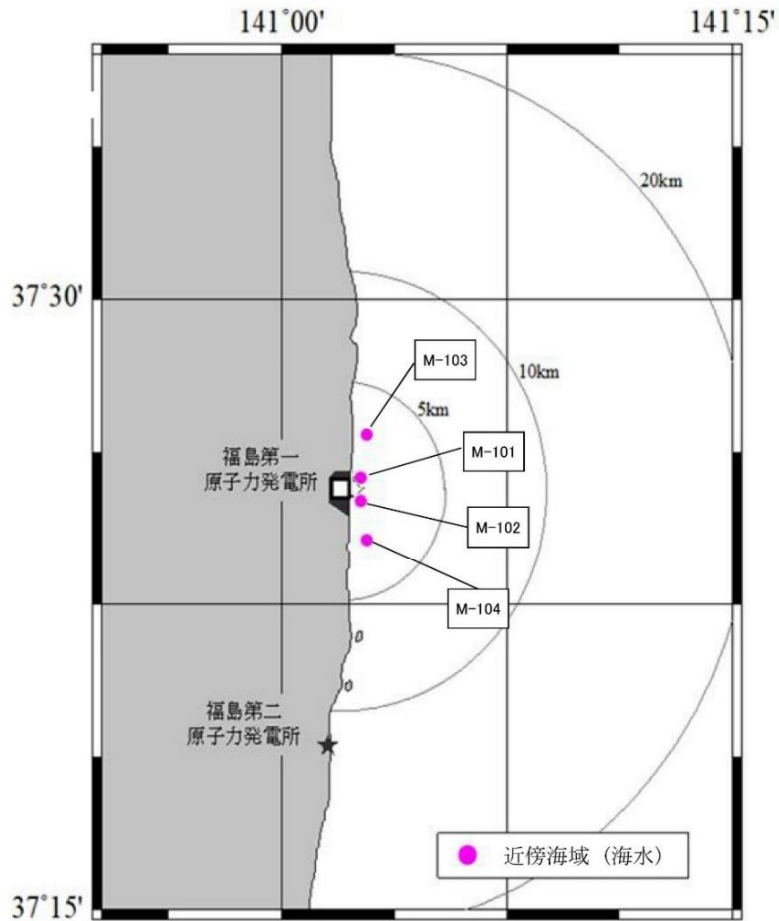 141°00'
141°15'
20km
37°30'
M-103
10km
5km
福島第一
原子力発電所
M-101
M-102
M-104
福島第二
原子力発電所
近傍海域（海水）
37°15'